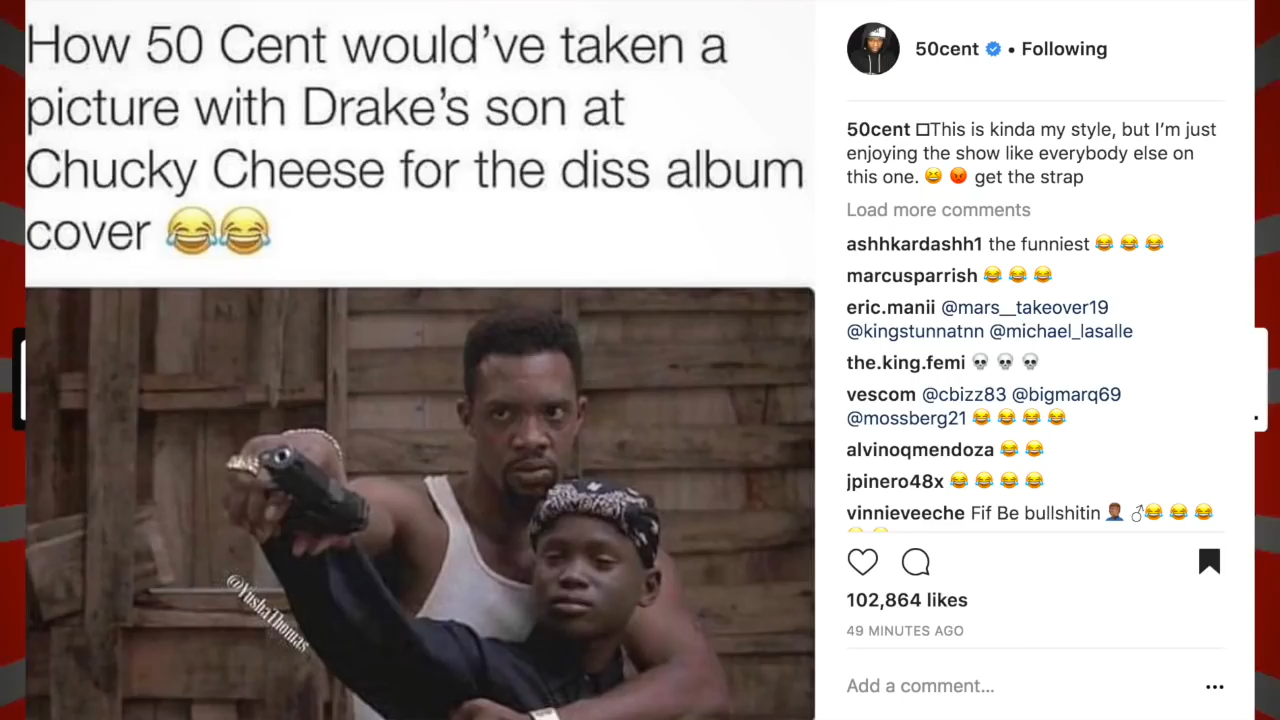 How 50 Cent would’ve taken a
picture with Drake’s son at
Chucky Cheese for the diss album
cover 😂😂
@YushaThomas
50cent • Following
50cent □This is kinda my style, but I’m just
enjoying the show like everybody else on
this one. 😆 😡 get the strap
Load more comments
ashhkardashh1 the funniest 😂 😂 😂
marcusparrish 😂 😂 😂
eric.manii @mars__takeover19
@kingstunnatnn @michael_lasalle
the.king.femi 💀 💀 💀
vescom @cbizz83 @bigmarq69
@mossberg21 😂 😂 😂 😂
alvinoqmendoza 😂 😂
jpinero48x 😂 😂 😂 😂
vinnieveeche Fif Be bullshitin 🤦🏾 ♂😂 😂 😂
102,864 likes
49 MINUTES AGO
Add a comment...